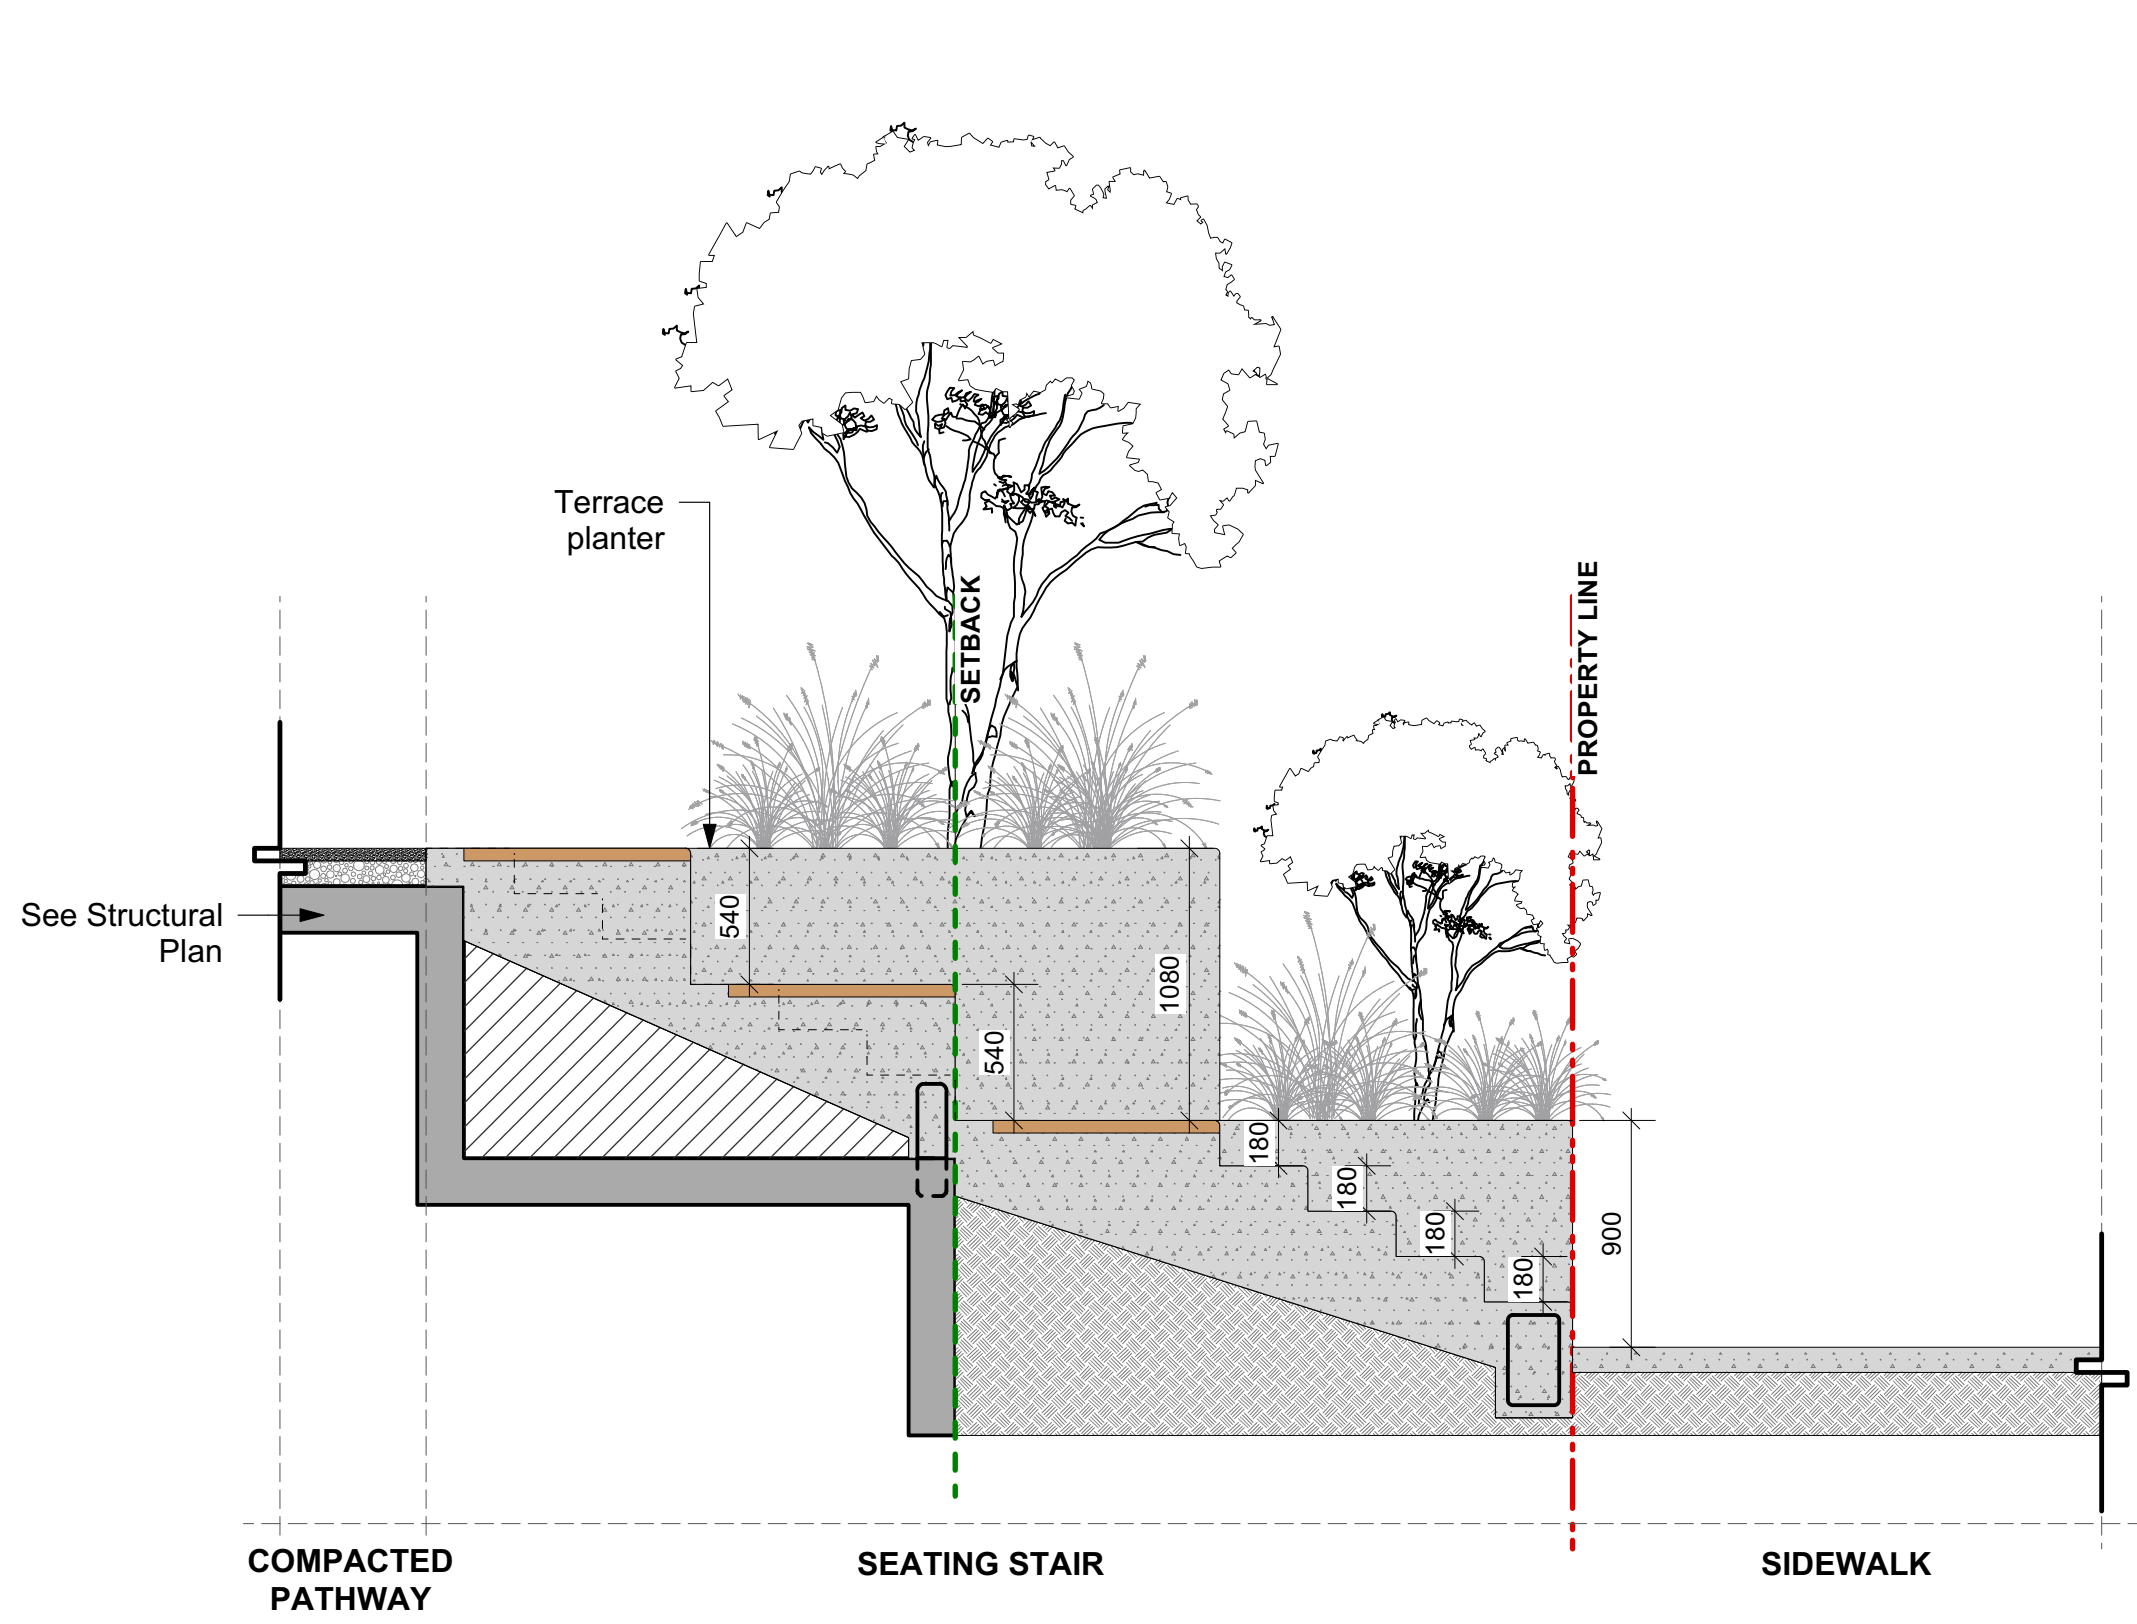 Terrace
planter
SETBACK
PROPERTY LINE
See Structural
Plan
540
1080
540
180
180
180
180
900
COMPACTED
PATHWAY
SEATING STAIR
SIDEWALK